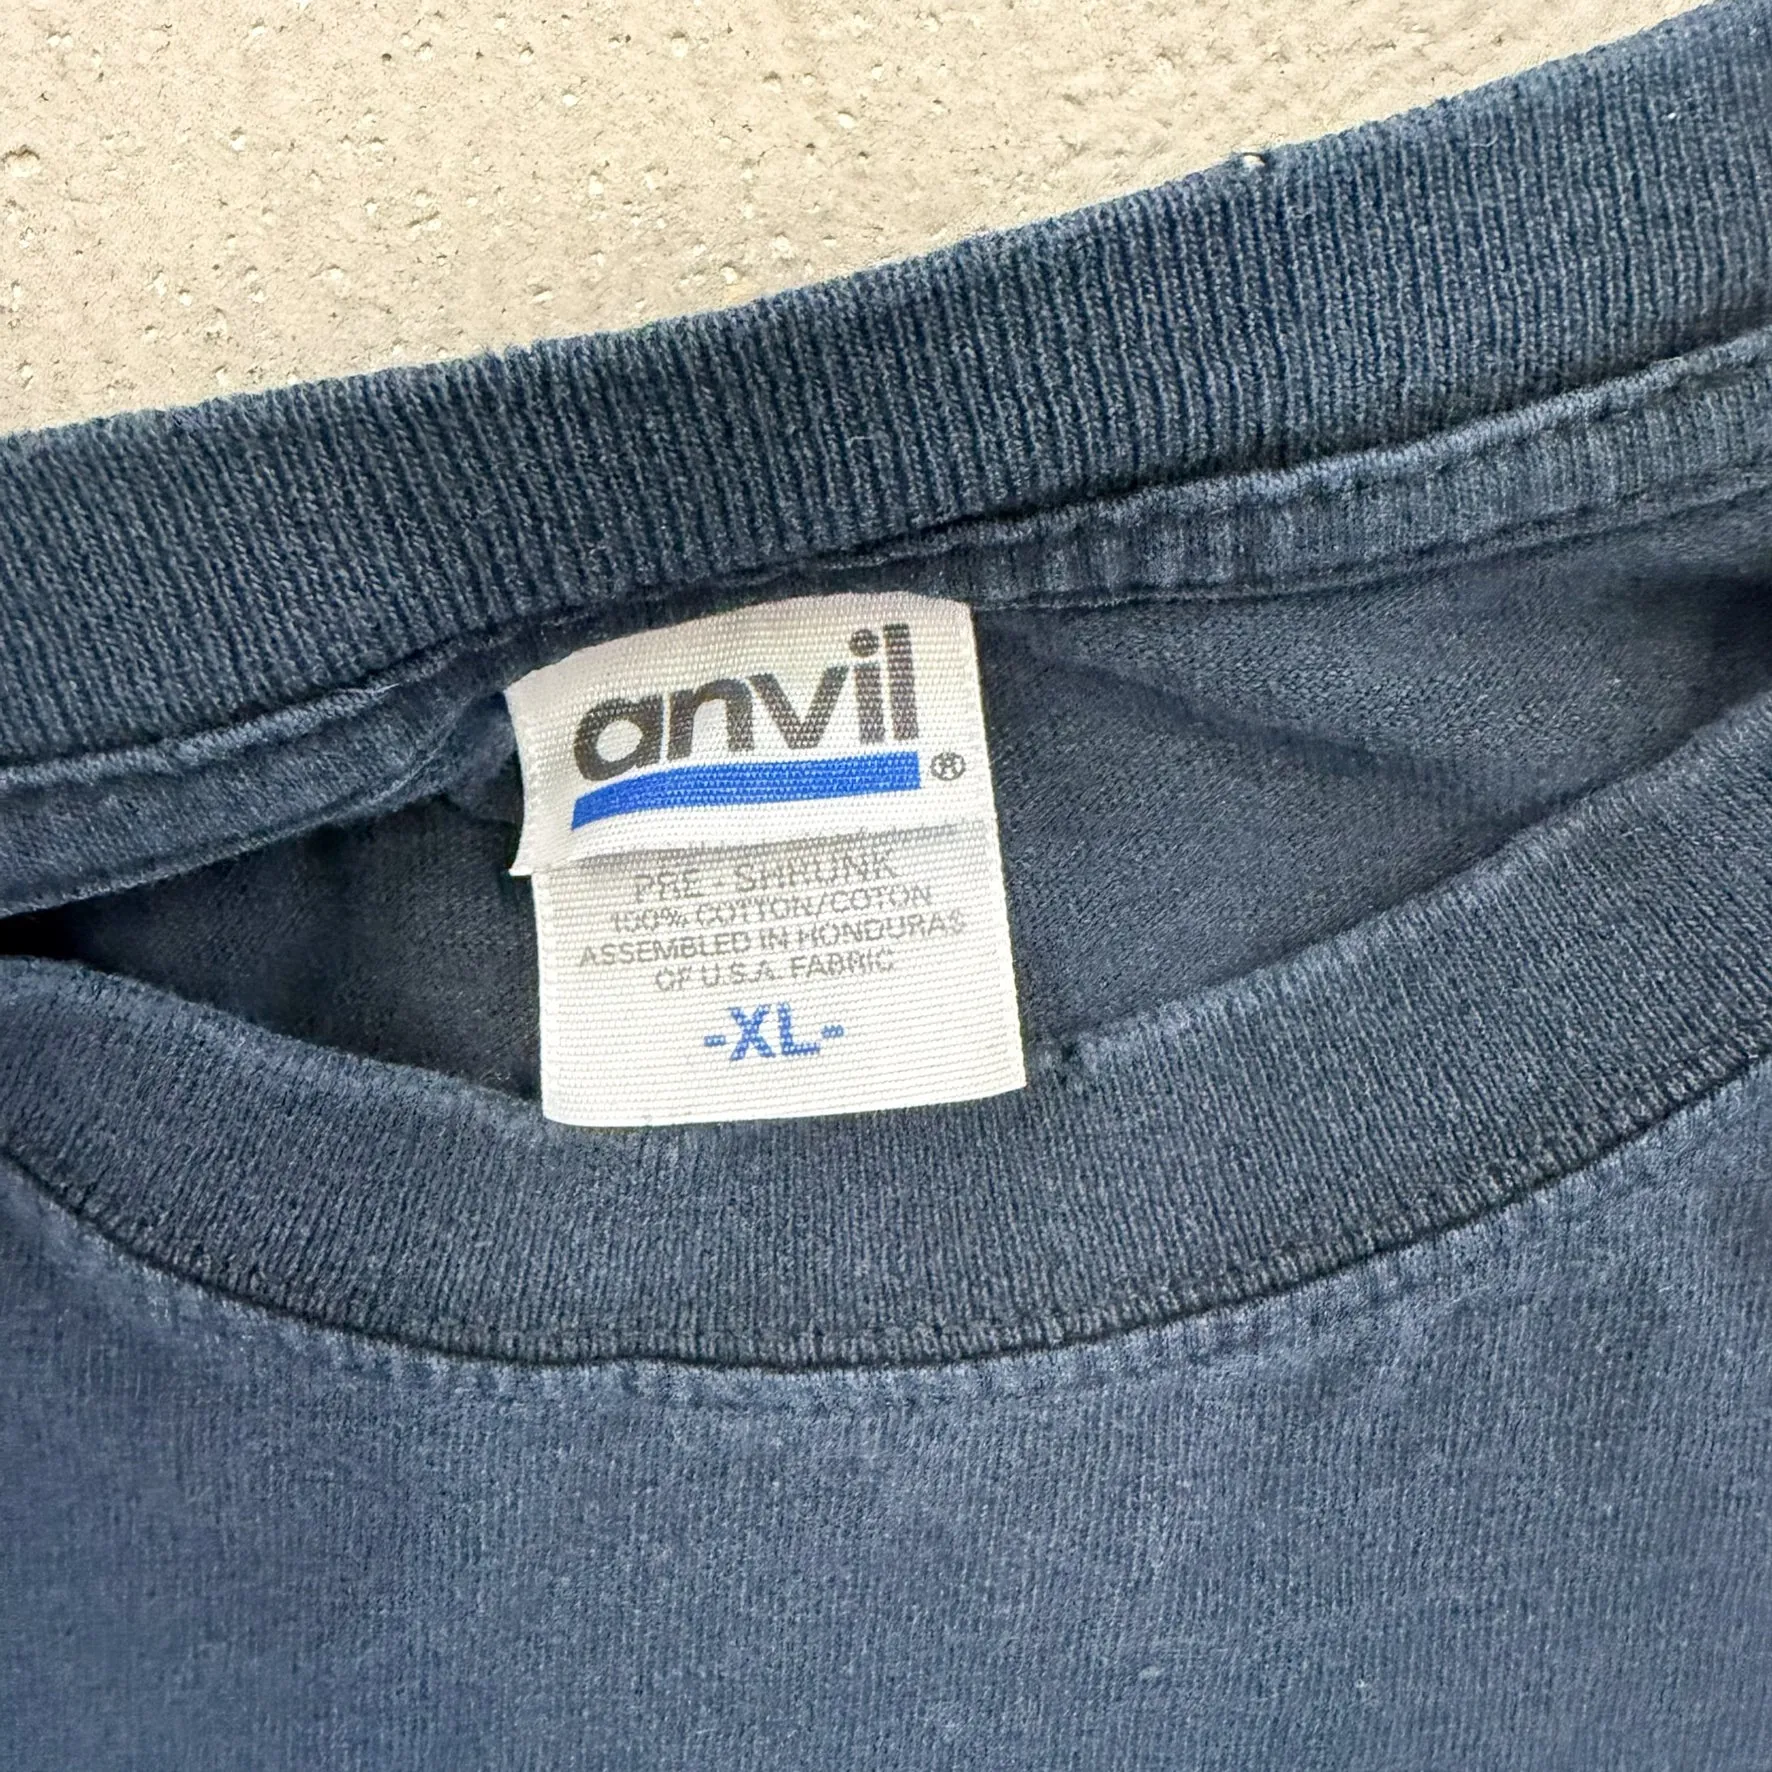 anvil®
PRE-SHRUNK
100% COTTON/COTON
ASSEMBLED IN HONDURAS
OF U.S.A. FABRIC
-XL-